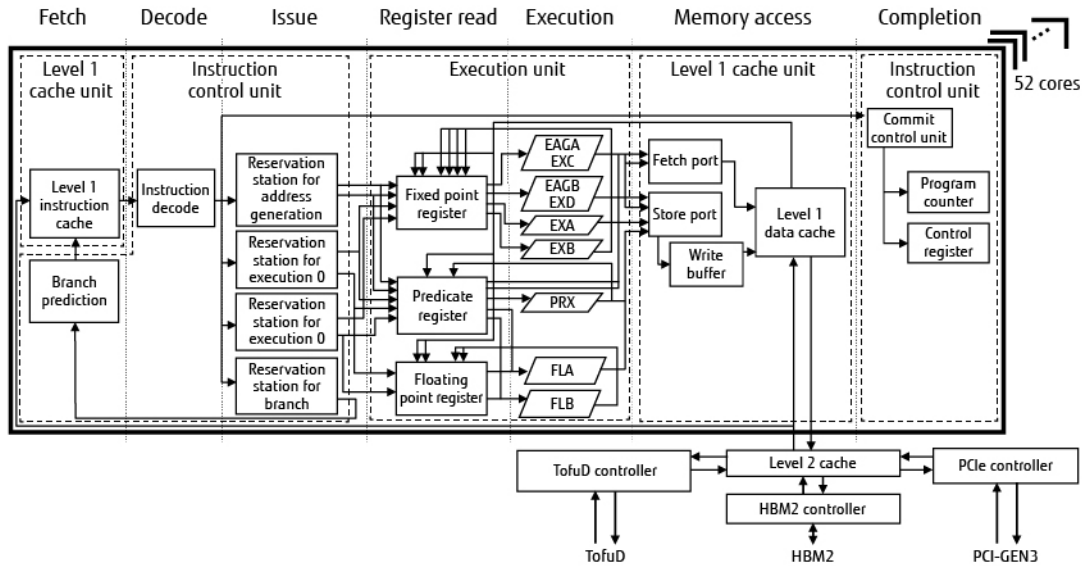 Fetch
Decode
Issue
Register read
Execution
Memory access
Completion
Level 1
cache unit
Instruction
control unit
Execution unit
Level 1 cache unit
Instruction
control unit
52 cores
Commit
control unit
Level 1
instruction
cache
Instruction
decode
Reservation
station for
address
generation
Reservation
station for
execution 0
Reservation
station for
execution 0
Reservation
station for
branch
Branch
prediction
Fixed point
register
Predicate
register
Floating
point register
EAGA
EXC
EAGB
EXD
EXA
EXB
PRX
FLA
FLB
Fetch port
Store port
Write
buffer
Level 1
data cache
Program
counter
Control
register
TofuD controller
Level 2 cache
PCIe controller
HBM2 controller
TofuD
HBM2
PCI-GEN3